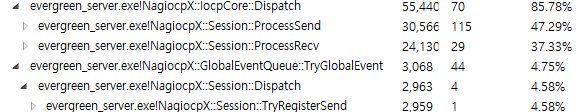 evergreen_server.exe!NagiocpX::IocpCore::Dispatch 55,440 70 85.78%
evergreen_server.exe!NagiocpX::Session::ProcessSend 30,566 115 47.29%
evergreen_server.exe!NagiocpX::Session::ProcessRecv 24,130 29 37.33%
evergreen_server.exe!NagiocpX::GlobalEventQueue::TryGlobalEvent 3,068 44 4.75%
evergreen_server.exe!NagiocpX::Session::Dispatch 2,963 4 4.58%
evergreen_server.exe!NagiocpX::Session::TryRegisterSend 2,959 1 4.58%